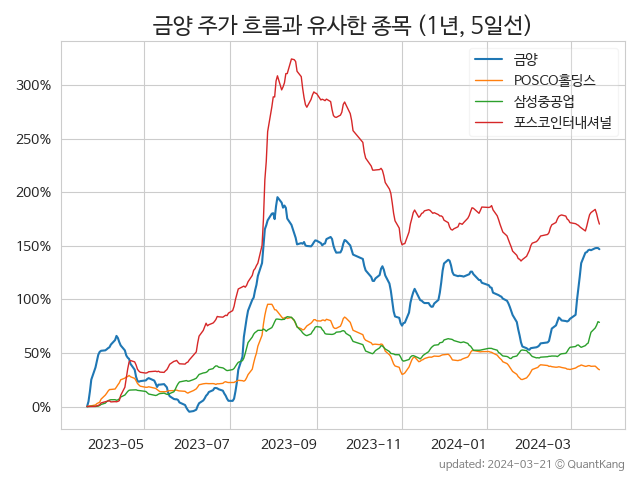 금양 주가 흐름과 유사한 종목 (1년, 5일선)
금양
POSCO홀딩스
삼성중공업
포스코인터내셔널
300%
250%
200%
150%
100%
50%
0%
2023-05 2023-07 2023-09 2023-11 2024-01 2024-03
updated: 2024-03-21 © QuantKang